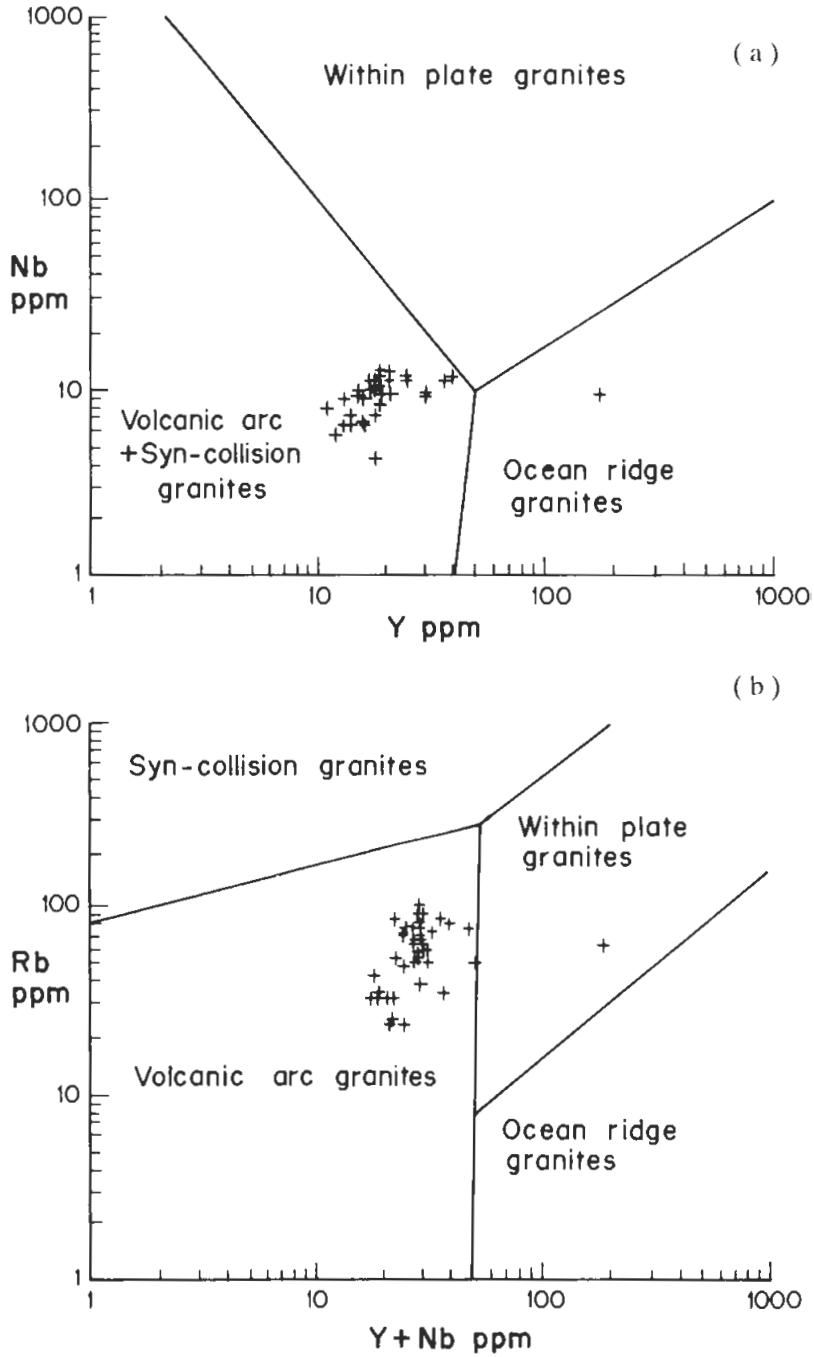 ( a )
1000
Within plate granites
100
Nb
ppm
10
Volcanic arc
+Syn-collision
granites
Ocean ridge
granites
1
1
10
100
1000
Y ppm
( b )
1000
Syn-collision granites
Within plate
granites
100
Rb
ppm
Volcanic arc granites
10
Ocean ridge
granites
1
1
10
100
1000
Y+Nb ppm